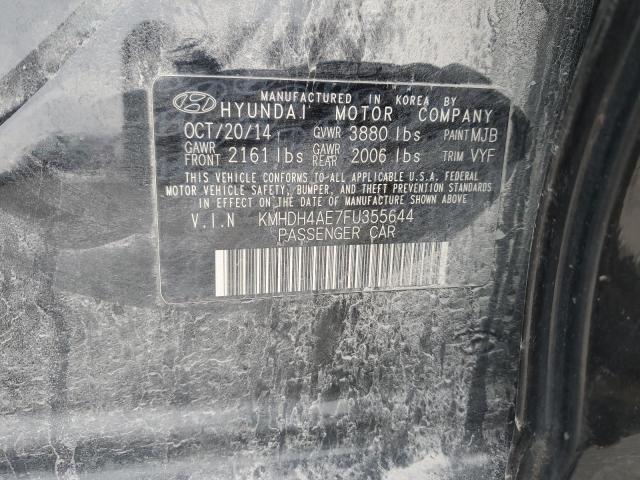 MANUFACTURED IN KOREA BY
HYUNDAI MOTOR COMPANY
OCT/20/14 GVWR 3880 lbs PAINT MJB
GAWR FRONT 2161 lbs GAWR REAR 2006 lbs TRIM VYF
THIS VEHICLE CONFORMS TO ALL APPLICABLE U.S.A. FEDERAL
MOTOR VEHICLE SAFETY, BUMPER, AND THEFT PREVENTION STANDARDS
IN EFFECT ON THE DATE OF MANUFACTURE SHOWN ABOVE.
V.I.N KMHDH4AE7FU355644
PASSENGER CAR